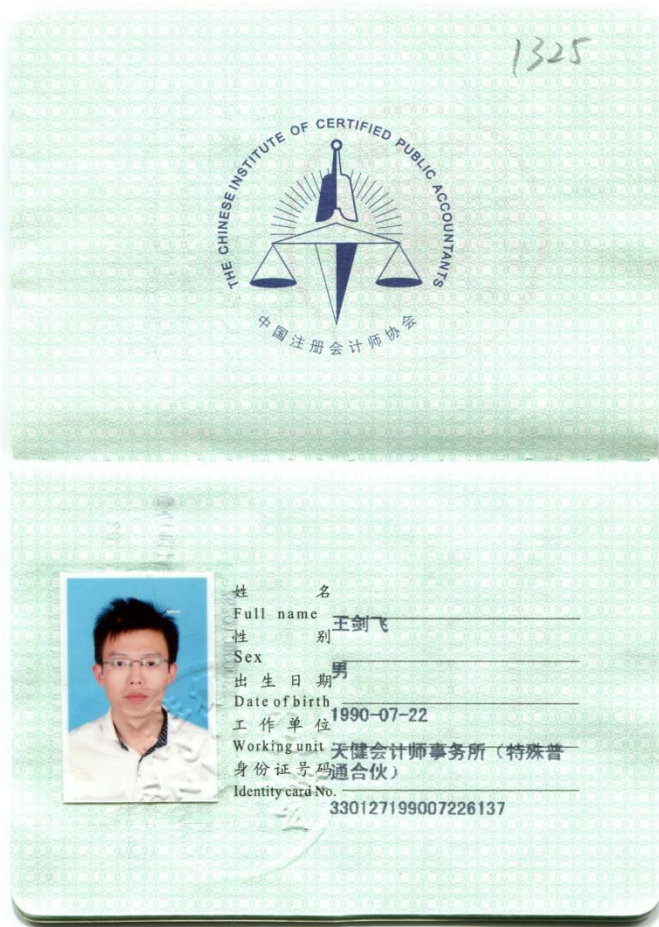 1325
THE CHINESE INSTITUTE OF CERTIFIED PUBLIC ACCOUNTANTS
中国注册会计师协会
姓 名
Full name 王剑飞
性 别
Sex 男
出生日期
Date of birth 1990-07-22
工作单位
Working unit 天健会计师事务所（特殊普
通合伙）
身份证号码
Identity card No. 330127199007226137